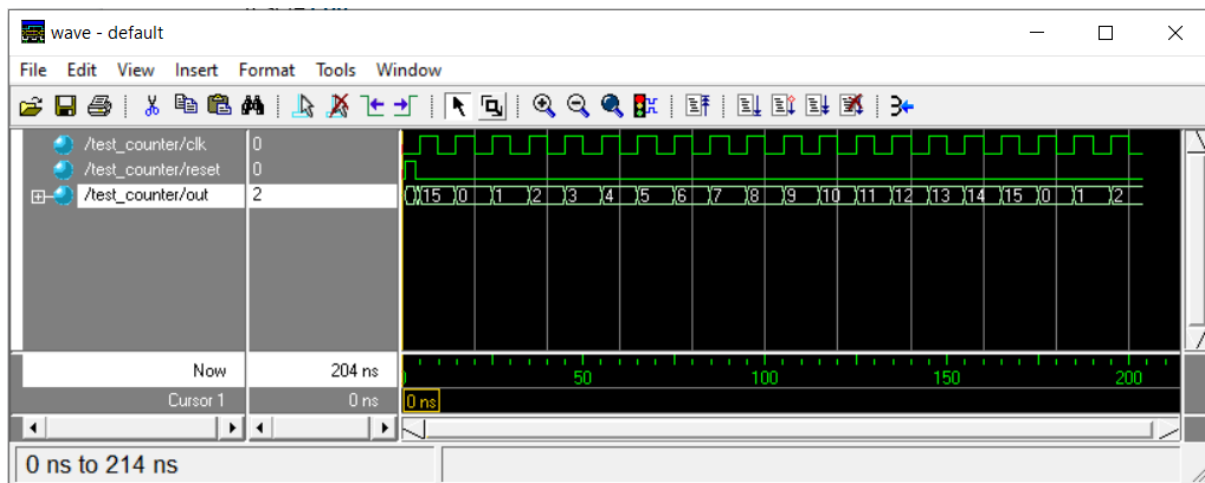 wave - default
File Edit View Insert Format Tools Window
/test_counter/clk 0
/test_counter/reset 0
/test_counter/out 2
15 0 1 2 3 4 5 6 7 8 9 10 11 12 13 14 15 0 1 2
Now 204 ns
50 100 150 200
Cursor 1 0 ns 0 ns
0 ns to 214 ns